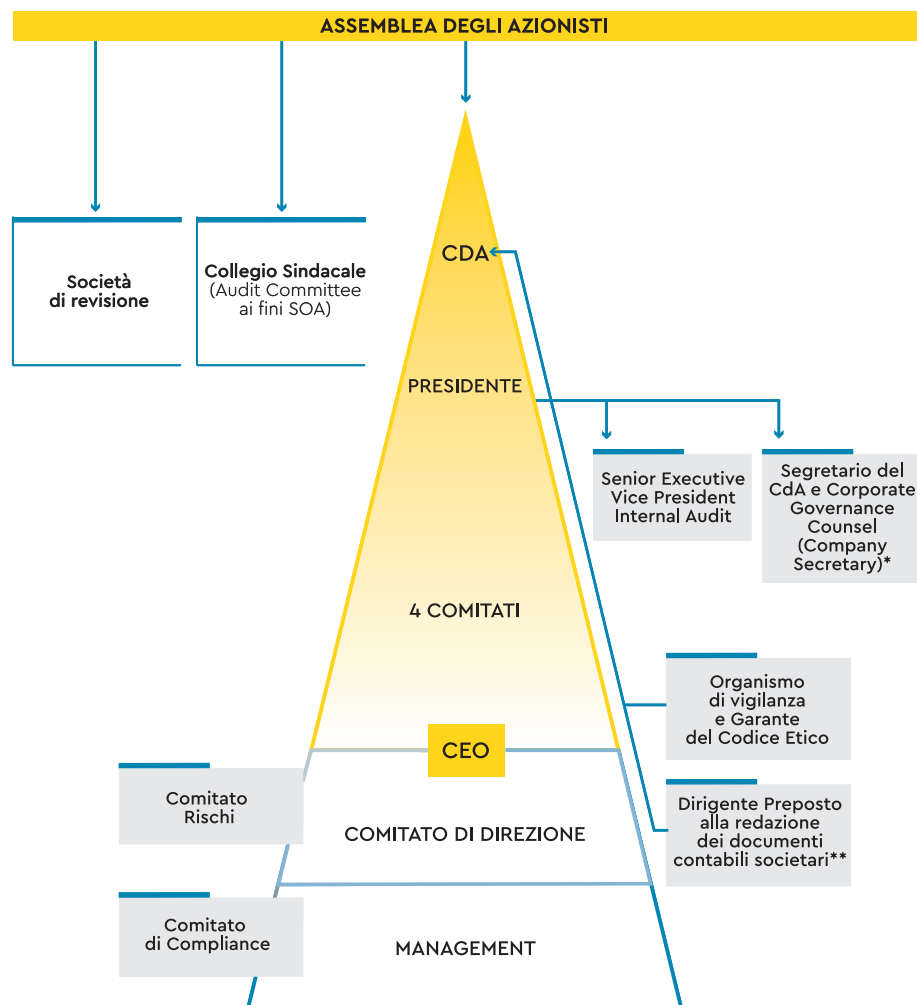 ASSEMBLEA DEGLI AZIONISTI
Società
di revisione
Collegio Sindacale
(Audit Committee
ai fini SOA)
CDA
PRESIDENTE
Senior Executive
Vice President
Internal Audit
Segretario del
CdA e Corporate
Governance
Counsel
(Company
Secretary)*
4 COMITATI
Organismo
di vigilanza
e Garante
del Codice Etico
CEO
Comitato
Rischi
COMITATO DI DIREZIONE
Dirigente Preposto
alla redazione
dei documenti
contabili societari**
Comitato
di Compliance
MANAGEMENT